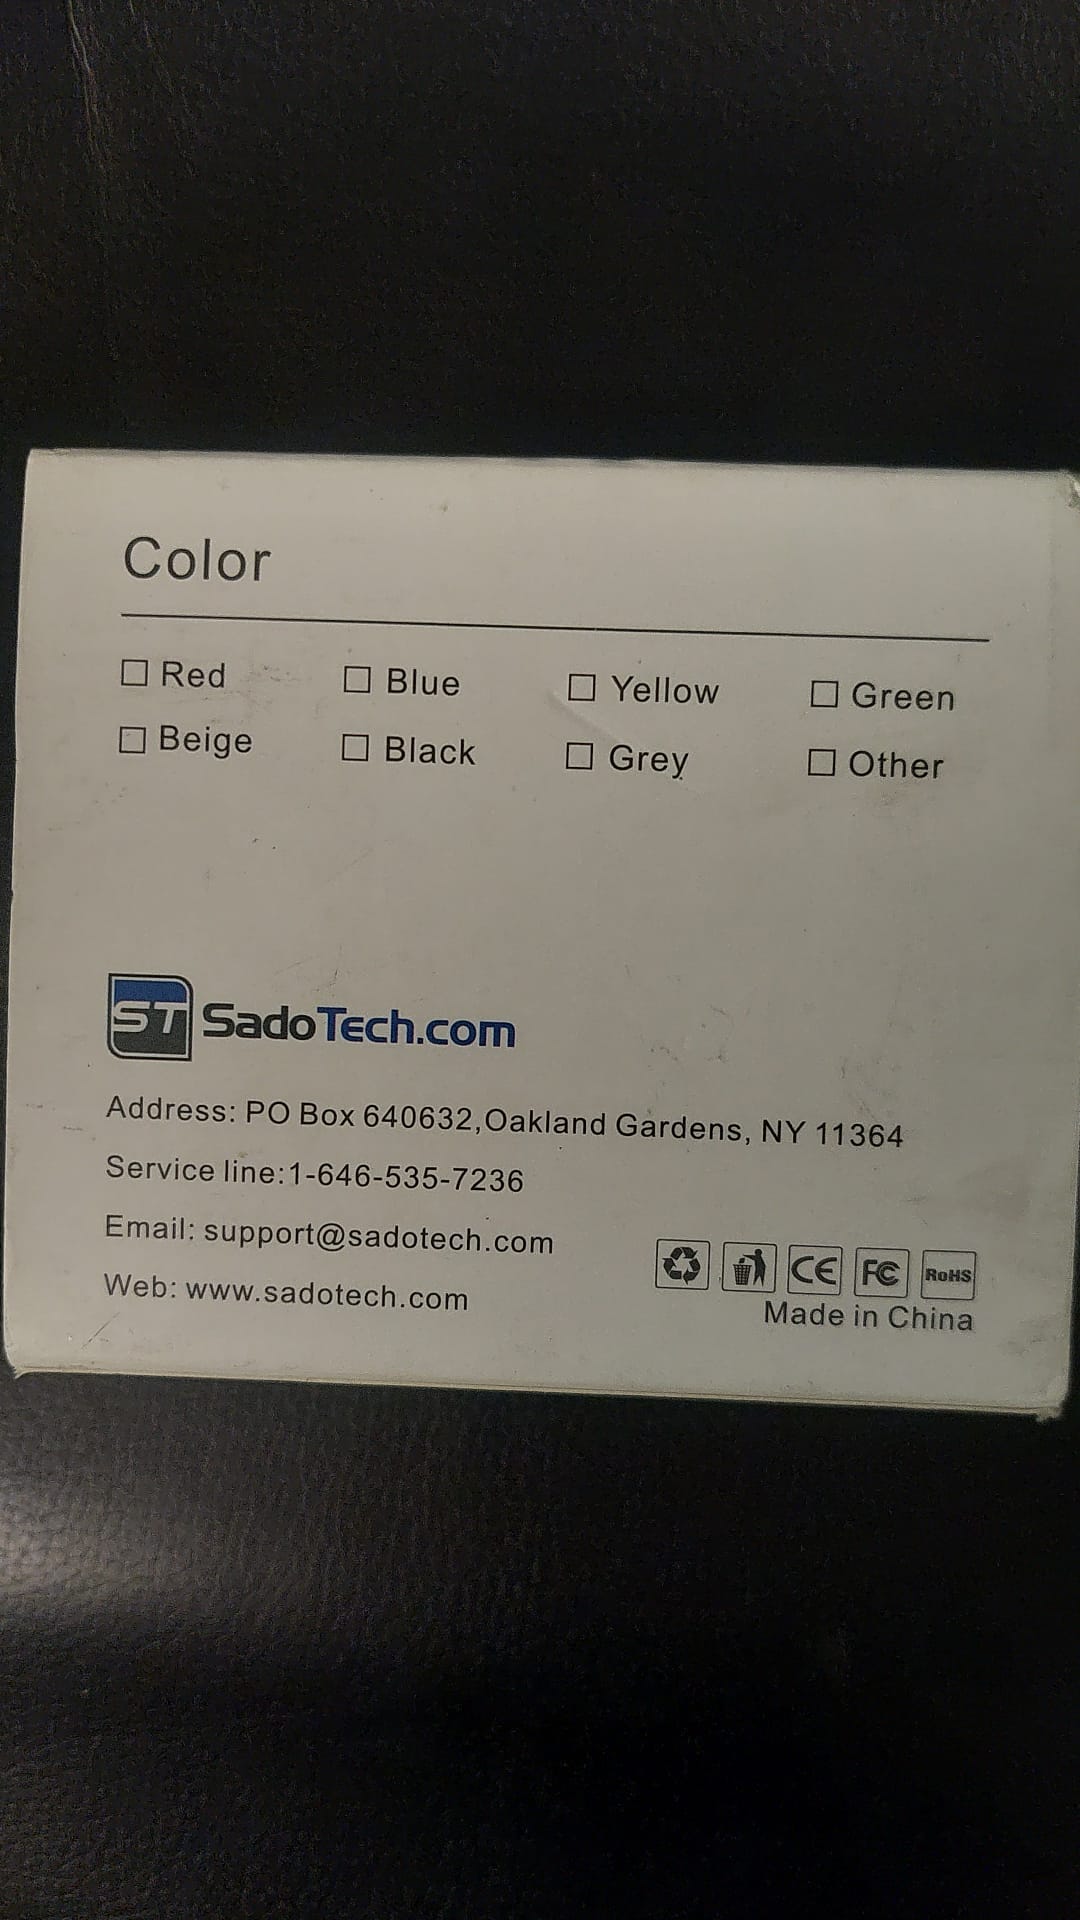 Color
☐ Red ☐ Blue ☐ Yellow ☐ Green
☐ Beige ☐ Black ☐ Grey ☐ Other
ST SadoTech.com
Address: PO Box 640632,Oakland Gardens, NY 11364
Service line:1-646-535-7236
Email: support@sadotech.com
Web: www.sadotech.com
CE FC RoHS
Made in China